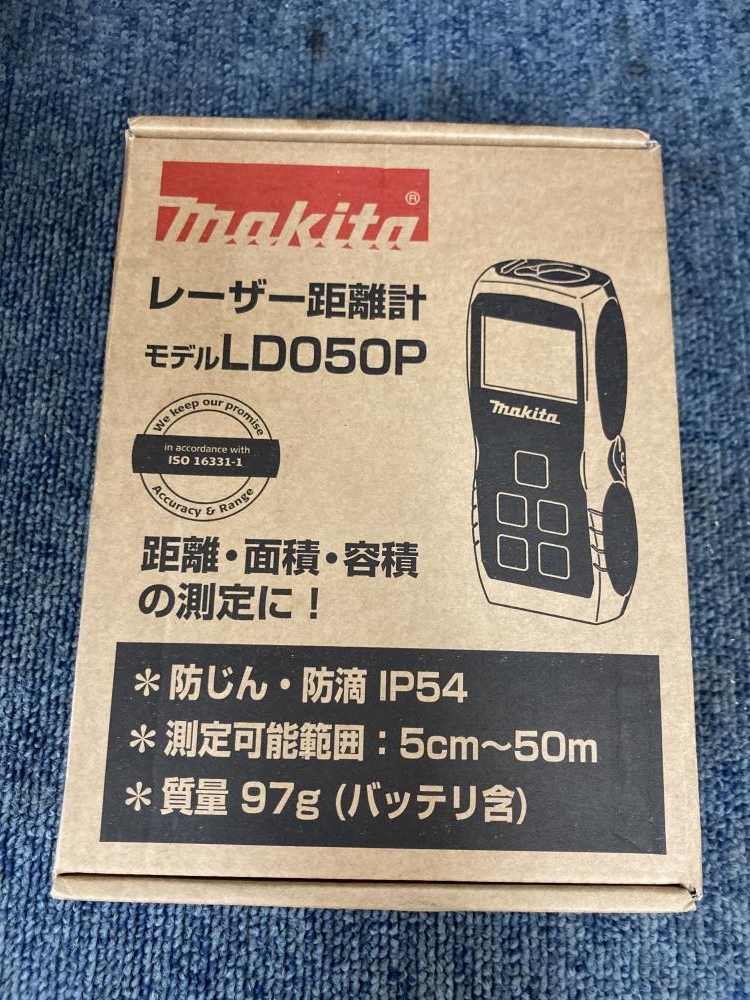 makita®
レーザー距離計
モデルLD050P
We keep our promise
in accordance with
ISO 16331-1
Accuracy & Range
makita
距離・面積・容積
の測定に！
＊防じん・防滴 IP54
＊測定可能範囲：5cm～50m
＊質量 97g (バッテリ含)